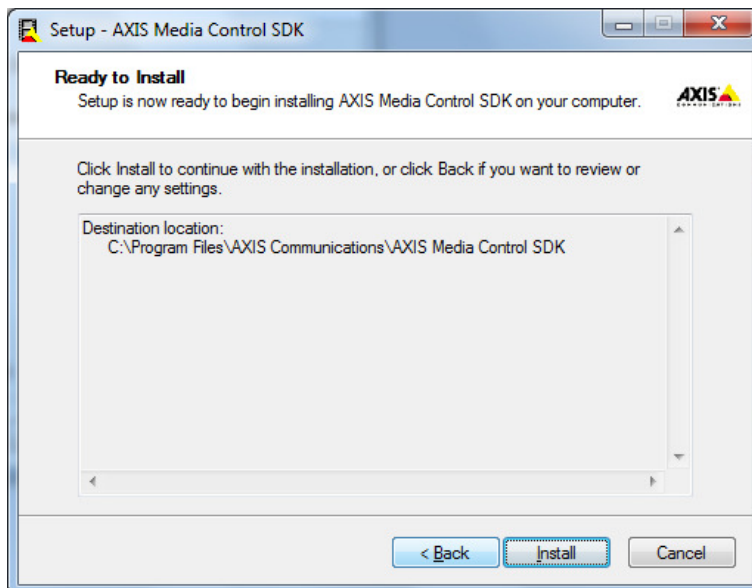 Setup - AXIS Media Control SDK
Ready to Install
Setup is now ready to begin installing AXIS Media Control SDK on your computer.
AXIS
COMMUNICATIONS
Click Install to continue with the installation, or click Back if you want to review or
change any settings.
Destination location:
C:\Program Files\AXIS Communications\AXIS Media Control SDK
< Back
Install
Cancel